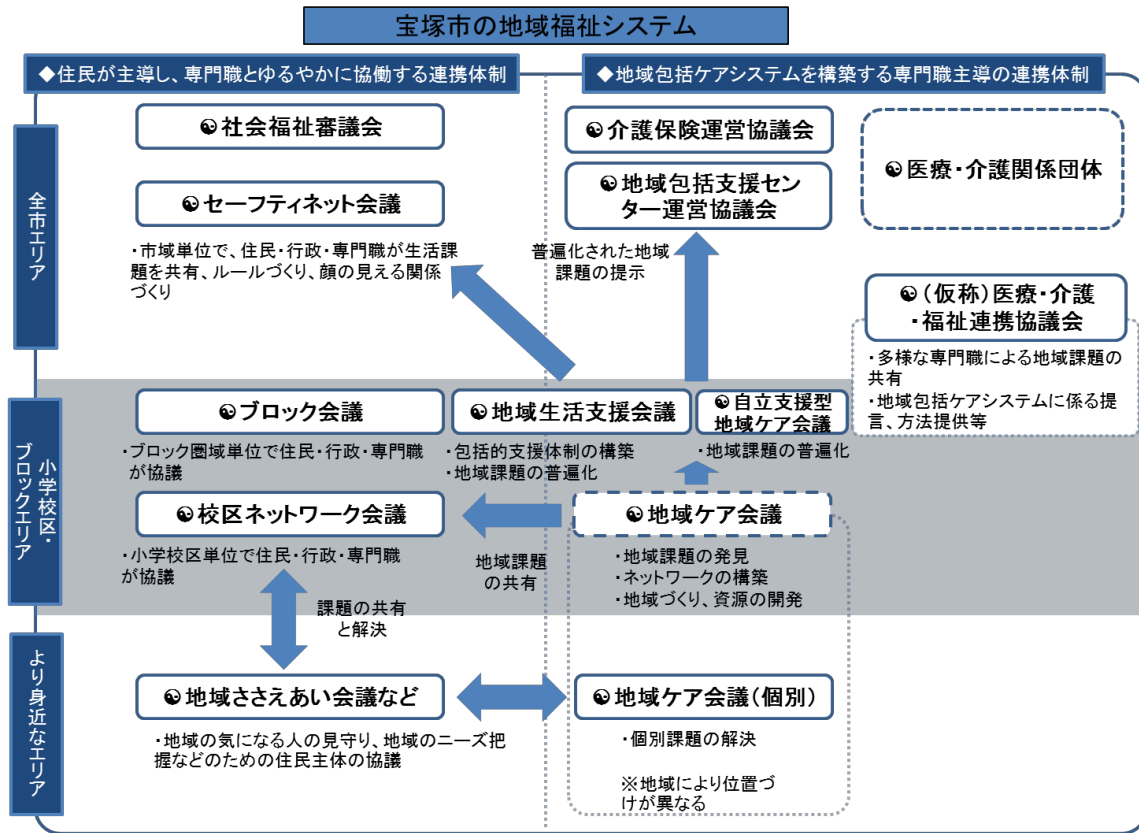 宝塚市の地域福祉システム
◆住民が主導し、専門職とゆるやかに協働する連携体制
◆地域包括ケアシステムを構築する専門職主導の連携体制
全市エリア
☯社会福祉審議会
☯介護保険運営協議会
☯医療・介護関係団体
☯セーフティネット会議
☯地域包括支援セン
ター運営協議会
・市域単位で、住民・行政・専門職が生活課
題を共有、ルールづくり、顔の見える関係
づくり
普遍化された地域
課題の提示
☯(仮称)医療・介護
・福祉連携協議会
・多様な専門職による地域課題の
共有
・地域包括ケアシステムに係る提
言、方法提供等
小学校区・
ブロックエリア
☯ブロック会議
☯地域生活支援会議
☯自立支援型
地域ケア会議
・ブロック圏域単位で住民・行政・専門職
が協議
・包括的支援体制の構築
・地域課題の普遍化
・地域課題の普遍化
☯校区ネットワーク会議
☯地域ケア会議
・小学校区単位で住民・行政・専門職
が協議
地域課題
の共有
・地域課題の発見
・ネットワークの構築
・地域づくり、資源の開発
課題の共有
と解決
より身近なエリア
☯地域ささえあい会議など
☯地域ケア会議(個別)
・地域の気になる人の見守り、地域のニーズ把
握などのための住民主体の協議
・個別課題の解決
※地域により位置づ
けが異なる